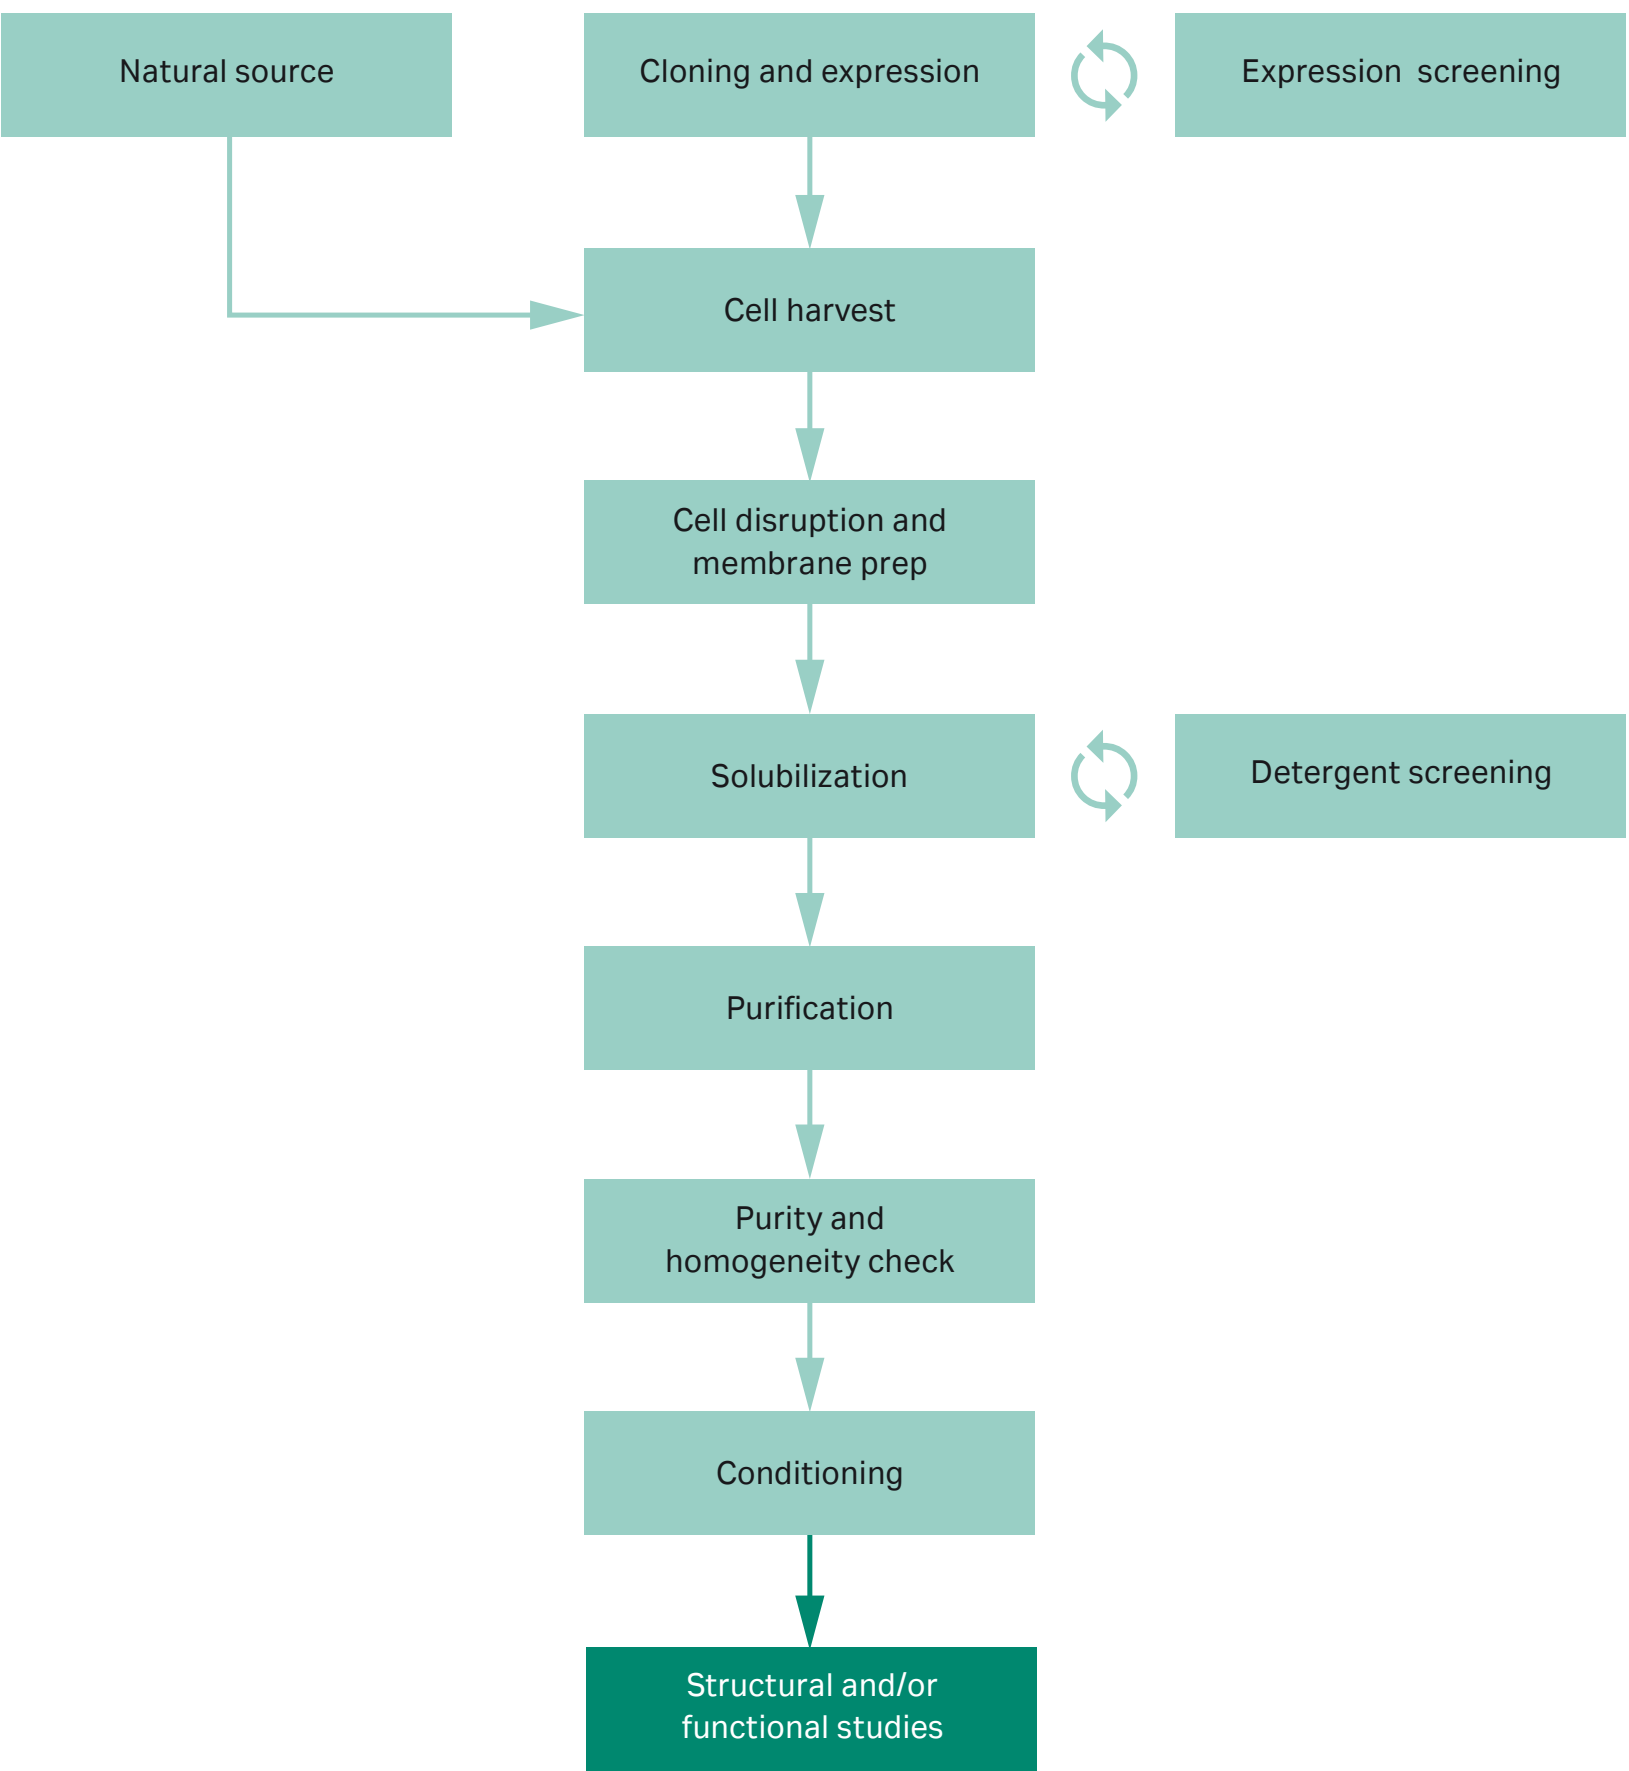 Natural source
Cloning and expression
Expression screening
Cell harvest
Cell disruption and
membrane prep
Solubilization
Detergent screening
Purification
Purity and
homogeneity check
Conditioning
Structural and/or
functional studies